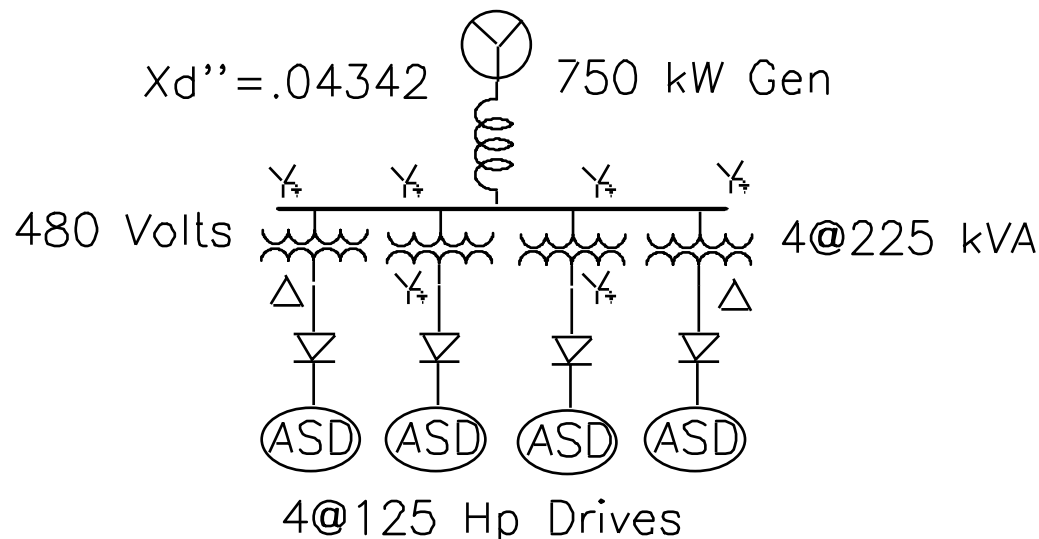 Xd''=.04342
750 kW Gen
480 Volts
4@225 kVA
ASD
ASD
ASD
ASD
4@125 Hp Drives